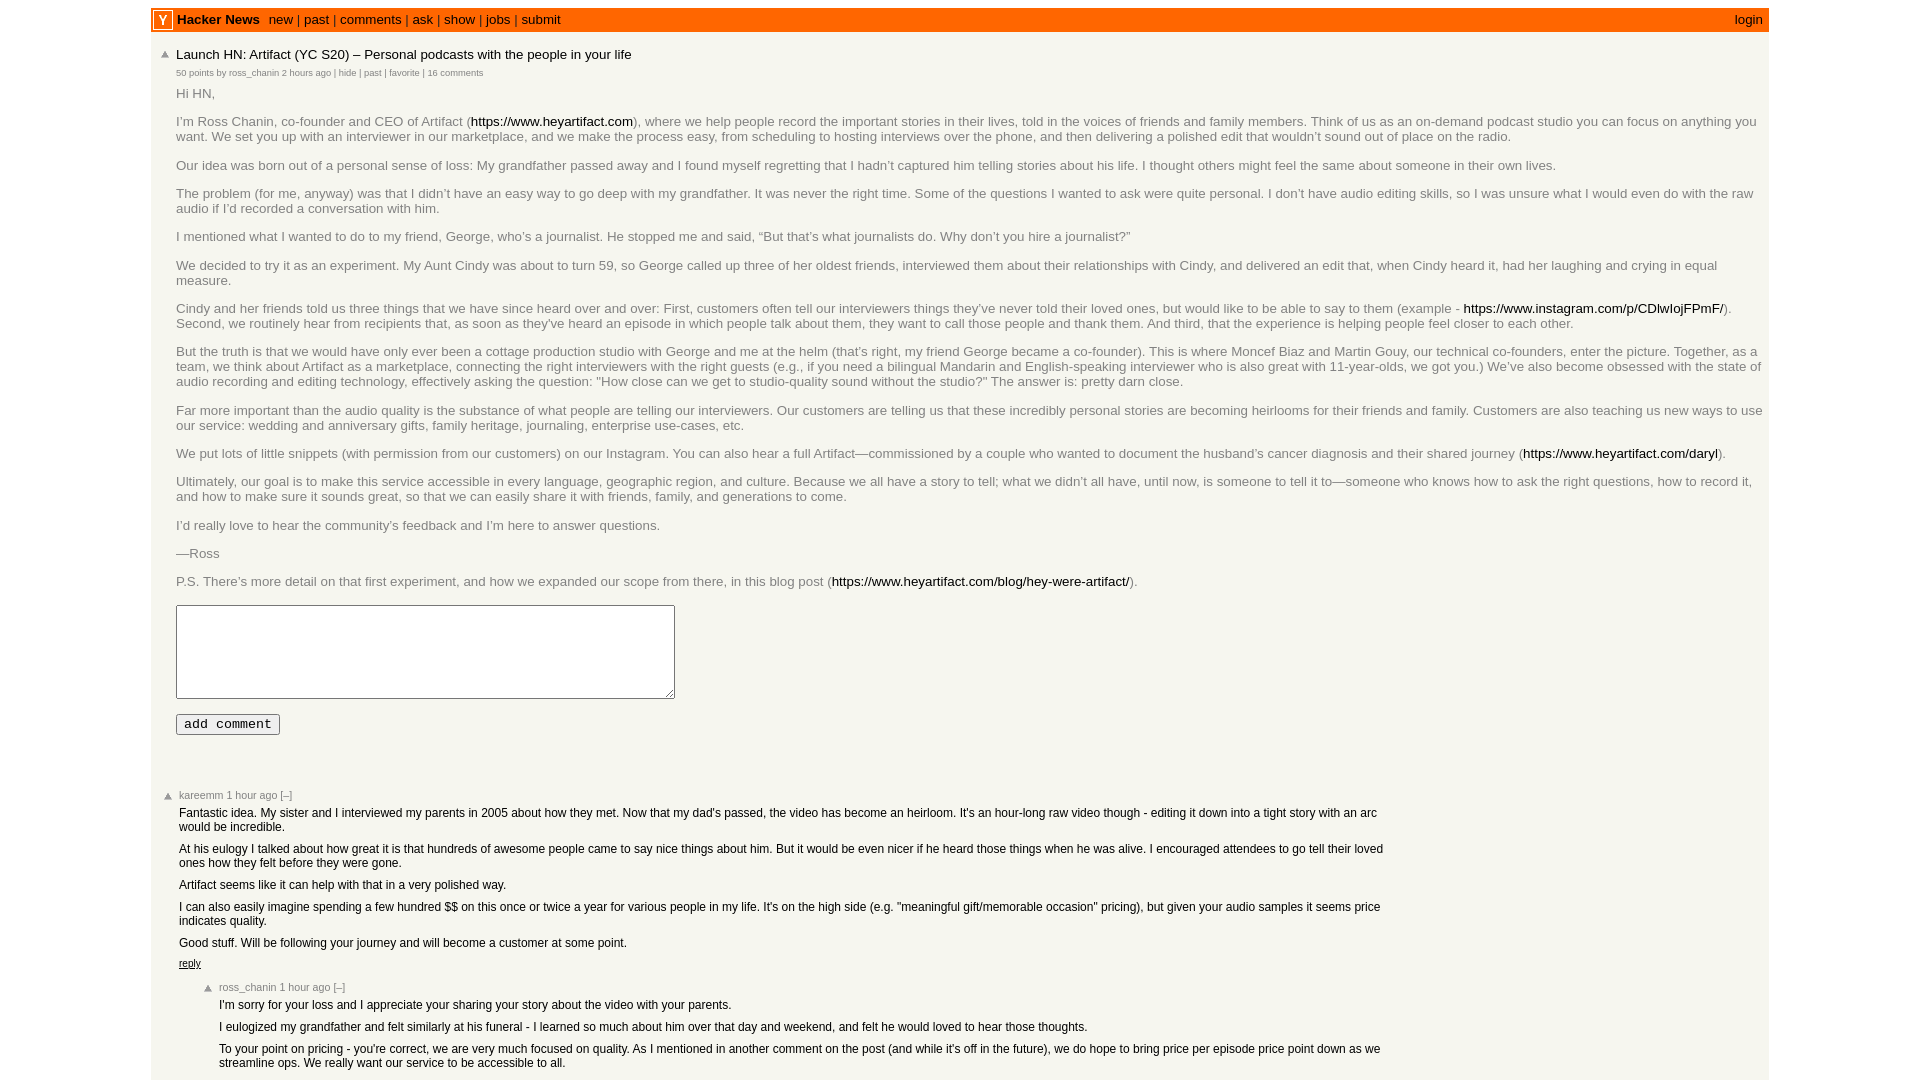 Y Hacker News new | past | comments | ask | show | jobs | submit login
Launch HN: Artifact (YC S20) – Personal podcasts with the people in your life
50 points by ross_chanin 2 hours ago | hide | past | favorite | 16 comments
Hi HN,
I’m Ross Chanin, co-founder and CEO of Artifact (https://www.heyartifact.com), where we help people record the important stories in their lives, told in the voices of friends and family members. Think of us as an on-demand podcast studio you can focus on anything you
want. We set you up with an interviewer in our marketplace, and we make the process easy, from scheduling to hosting interviews over the phone, and then delivering a polished edit that wouldn’t sound out of place on the radio.
Our idea was born out of a personal sense of loss: My grandfather passed away and I found myself regretting that I hadn’t captured him telling stories about his life. I thought others might feel the same about someone in their own lives.
The problem (for me, anyway) was that I didn’t have an easy way to go deep with my grandfather. It was never the right time. Some of the questions I wanted to ask were quite personal. I don’t have audio editing skills, so I was unsure what I would even do with the raw
audio if I’d recorded a conversation with him.
I mentioned what I wanted to do to my friend, George, who’s a journalist. He stopped me and said, “But that’s what journalists do. Why don’t you hire a journalist?”
We decided to try it as an experiment. My Aunt Cindy was about to turn 59, so George called up three of her oldest friends, interviewed them about their relationships with Cindy, and delivered an edit that, when Cindy heard it, had her laughing and crying in equal
measure.
Cindy and her friends told us three things that we have since heard over and over: First, customers often tell our interviewers things they’ve never told their loved ones, but would like to be able to say to them (example - https://www.instagram.com/p/CDlwIojFPmF/).
Second, we routinely hear from recipients that, as soon as they've heard an episode in which people talk about them, they want to call those people and thank them. And third, that the experience is helping people feel closer to each other.
But the truth is that we would have only ever been a cottage production studio with George and me at the helm (that’s right, my friend George became a co-founder). This is where Moncef Biaz and Martin Gouy, our technical co-founders, enter the picture. Together, as a
team, we think about Artifact as a marketplace, connecting the right interviewers with the right guests (e.g., if you need a bilingual Mandarin and English-speaking interviewer who is also great with 11-year-olds, we got you.) We’ve also become obsessed with the state of
audio recording and editing technology, effectively asking the question: "How close can we get to studio-quality sound without the studio?" The answer is: pretty darn close.
Far more important than the audio quality is the substance of what people are telling our interviewers. Our customers are telling us that these incredibly personal stories are becoming heirlooms for their friends and family. Customers are also teaching us new ways to use
our service: wedding and anniversary gifts, family heritage, journaling, enterprise use-cases, etc.
We put lots of little snippets (with permission from our customers) on our Instagram. You can also hear a full Artifact—commissioned by a couple who wanted to document the husband’s cancer diagnosis and their shared journey (https://www.heyartifact.com/daryl).
Ultimately, our goal is to make this service accessible in every language, geographic region, and culture. Because we all have a story to tell; what we didn’t all have, until now, is someone to tell it to—someone who knows how to ask the right questions, how to record it,
and how to make sure it sounds great, so that we can easily share it with friends, family, and generations to come.
I’d really love to hear the community’s feedback and I’m here to answer questions.
—Ross
P.S. There’s more detail on that first experiment, and how we expanded our scope from there, in this blog post (https://www.heyartifact.com/blog/hey-were-artifact/).
add comment
kareemm 1 hour ago [–]
Fantastic idea. My sister and I interviewed my parents in 2005 about how they met. Now that my dad's passed, the video has become an heirloom. It's an hour-long raw video though - editing it down into a tight story with an arc
would be incredible.
At his eulogy I talked about how great it is that hundreds of awesome people came to say nice things about him. But it would be even nicer if he heard those things when he was alive. I encouraged attendees to go tell their loved
ones how they felt before they were gone.
Artifact seems like it can help with that in a very polished way.
I can also easily imagine spending a few hundred $$ on this once or twice a year for various people in my life. It's on the high side (e.g. "meaningful gift/memorable occasion" pricing), but given your audio samples it seems price
indicates quality.
Good stuff. Will be following your journey and will become a customer at some point.
reply
ross_chanin 1 hour ago [–]
I'm sorry for your loss and I appreciate your sharing your story about the video with your parents.
I eulogized my grandfather and felt similarly at his funeral - I learned so much about him over that day and weekend, and felt he would loved to hear those thoughts.
To your point on pricing - you're correct, we are very much focused on quality. As I mentioned in another comment on the post (and while it's off in the future), we do hope to bring price per episode price point down as we
streamline ops. We really want our service to be accessible to all.